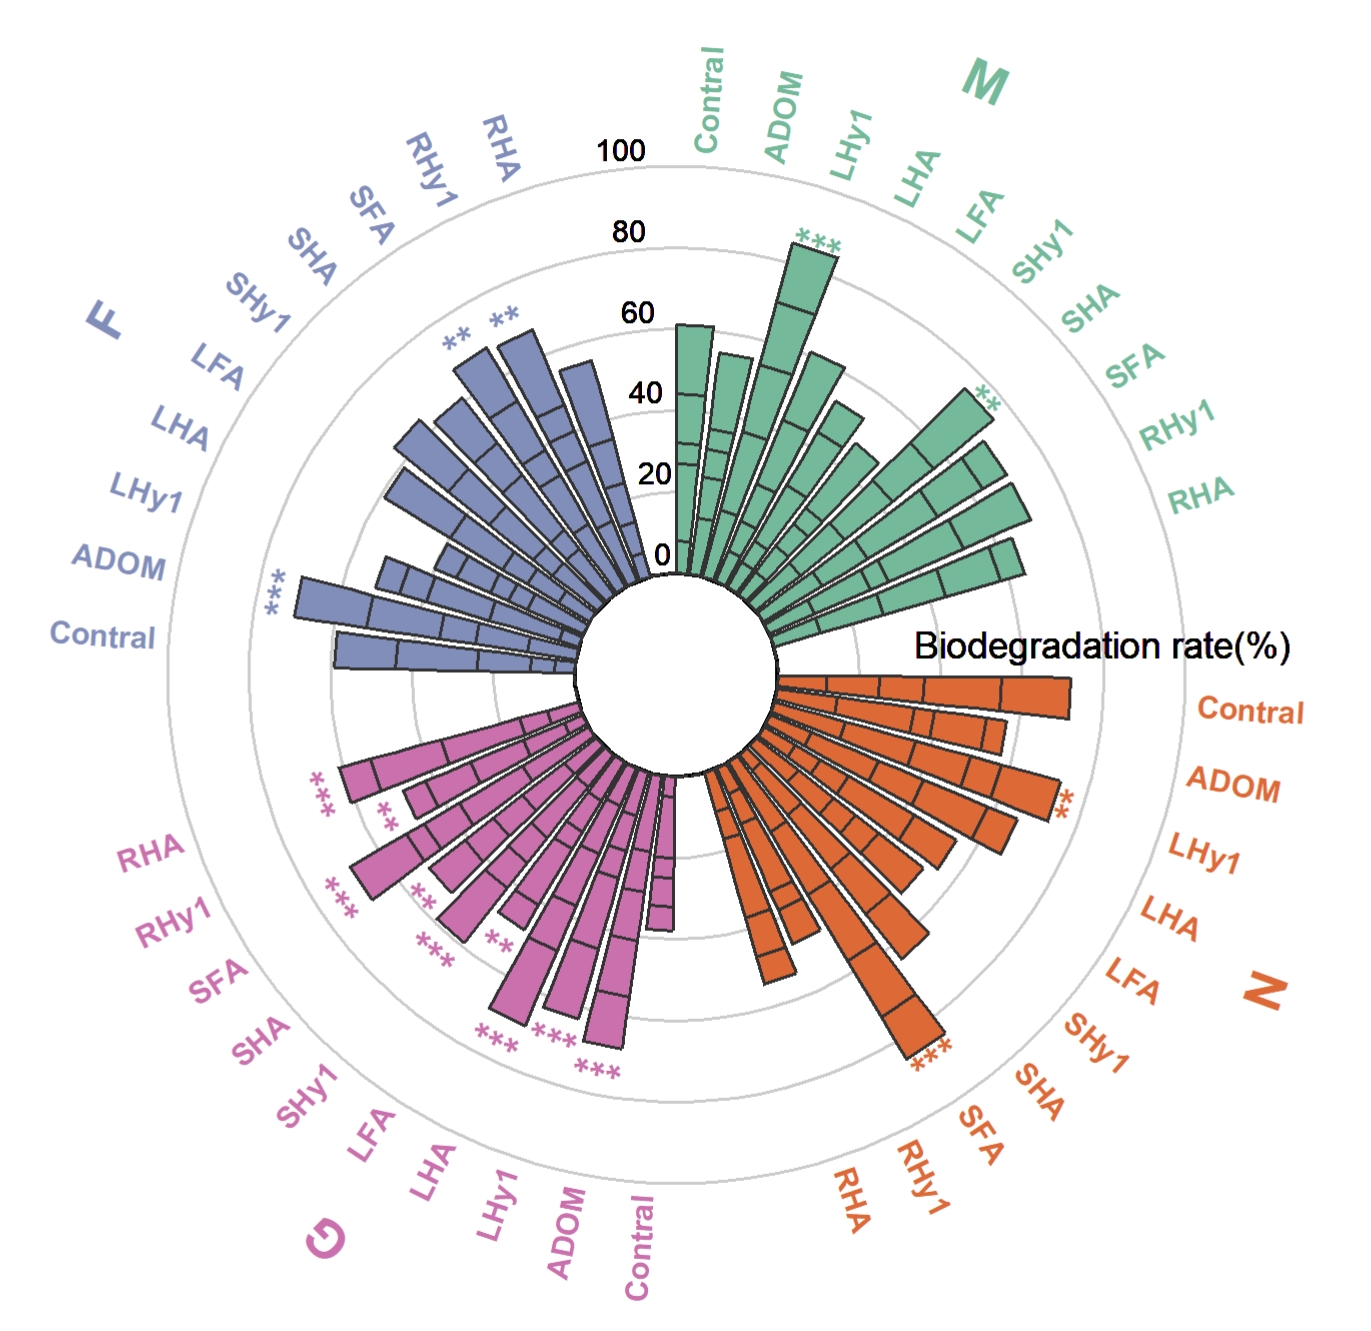 M
Contral
ADOM
LHy1
LHA
LFA
SHy1
SHA
SFA
RHy1
RHA
***
**
100
80
60
40
20
0
Biodegradation rate(%)
N
Contral
ADOM
LHy1
LHA
LFA
SHy1
SHA
SFA
RHy1
RHA
**
***
G
Contral
ADOM
LHy1
LHA
LFA
SHy1
SHA
SFA
RHy1
RHA
***
***
***
**
***
**
***
**
***
F
Contral
ADOM
LHy1
LHA
LFA
SHy1
SHA
SFA
RHy1
RHA
***
**
**